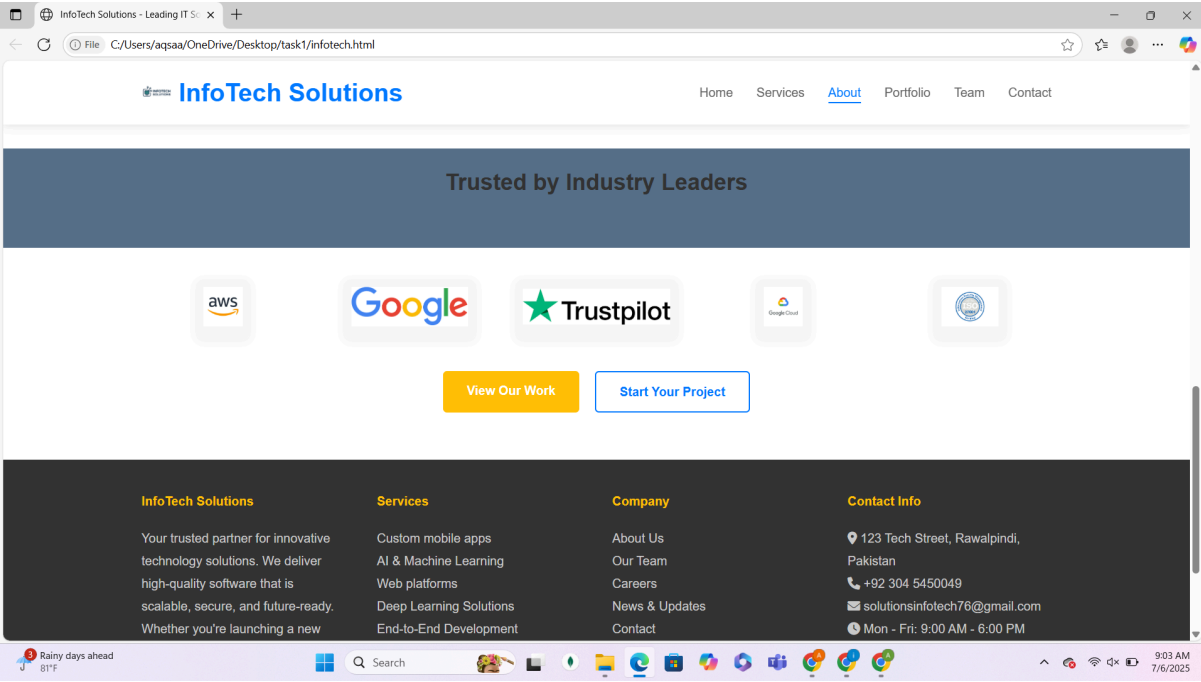 InfoTech Solutions - Leading IT So
File
C:/Users/aqsaa/OneDrive/Desktop/task1/infotech.html
InfoTech Solutions
Home
Services
About
Portfolio
Team
Contact
Trusted by Industry Leaders
aws
Google
Trustpilot
Google Cloud
View Our Work
Start Your Project
InfoTech Solutions
Your trusted partner for innovative
technology solutions. We deliver
high-quality software that is
scalable, secure, and future-ready.
Whether you're launching a new
Services
Custom mobile apps
AI & Machine Learning
Web platforms
Deep Learning Solutions
End-to-End Development
Company
About Us
Our Team
Careers
News & Updates
Contact
Contact Info
123 Tech Street, Rawalpindi,
Pakistan
+92 304 5450049
solutionsinfotech76@gmail.com
Mon - Fri: 9:00 AM - 6:00 PM
3
Rainy days ahead
81°F
Search
A
I
A
9:03 AM
7/6/2025